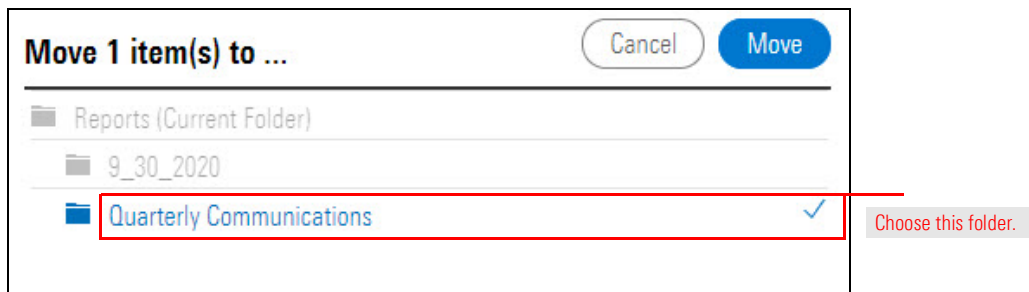 Move 1 item(s) to ...
Cancel
Move
Reports (Current Folder)
9_30_2020
Quarterly Communications
Choose this folder.